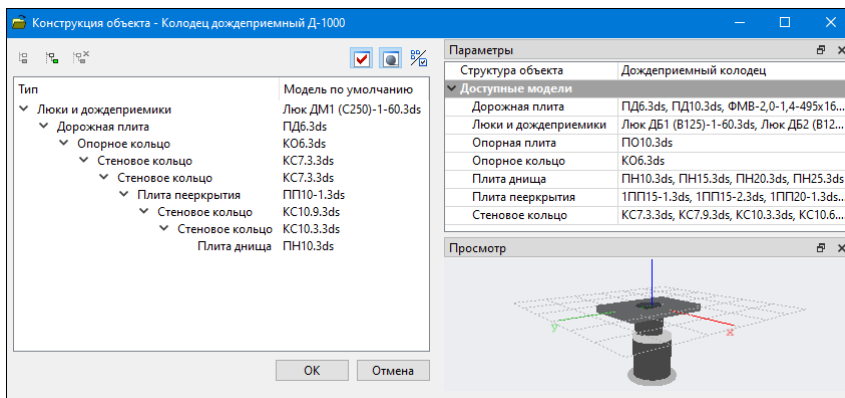 Конструкция объекта - Колодец дождеприемный Д-1000
Тип Модель по умолчанию
Люки и дождеприемики Люк ДМ1 (C250)-1-60.3ds
Дорожная плита ПД6.3ds
Опорное кольцо КО6.3ds
Стеновое кольцо КС7.3.3ds
Стеновое кольцо КС7.3.3ds
Плита пееркрытия ПП10-1.3ds
Стеновое кольцо КС10.9.3ds
Стеновое кольцо КС10.3.3ds
Плита днища ПН10.3ds
OK Отмена
Параметры
Структура объекта Дождеприемный колодец
Доступные модели
Дорожная плита ПД6.3ds, ПД10.3ds, ФМВ-2,0-1,4-495х16...
Люки и дождеприемики Люк ДБ1 (B125)-1-60.3ds, Люк ДБ2 (B12...
Опорная плита ПО10.3ds
Опорное кольцо КО6.3ds
Плита днища ПН10.3ds, ПН15.3ds, ПН20.3ds, ПН25.3ds
Плита пееркрытия 1ПП15-1.3ds, 1ПП15-2.3ds, 1ПП20-1.3ds...
Стеновое кольцо КС7.3.3ds, КС7.9.3ds, КС10.3.3ds, КС10.6....
Просмотр
y
x